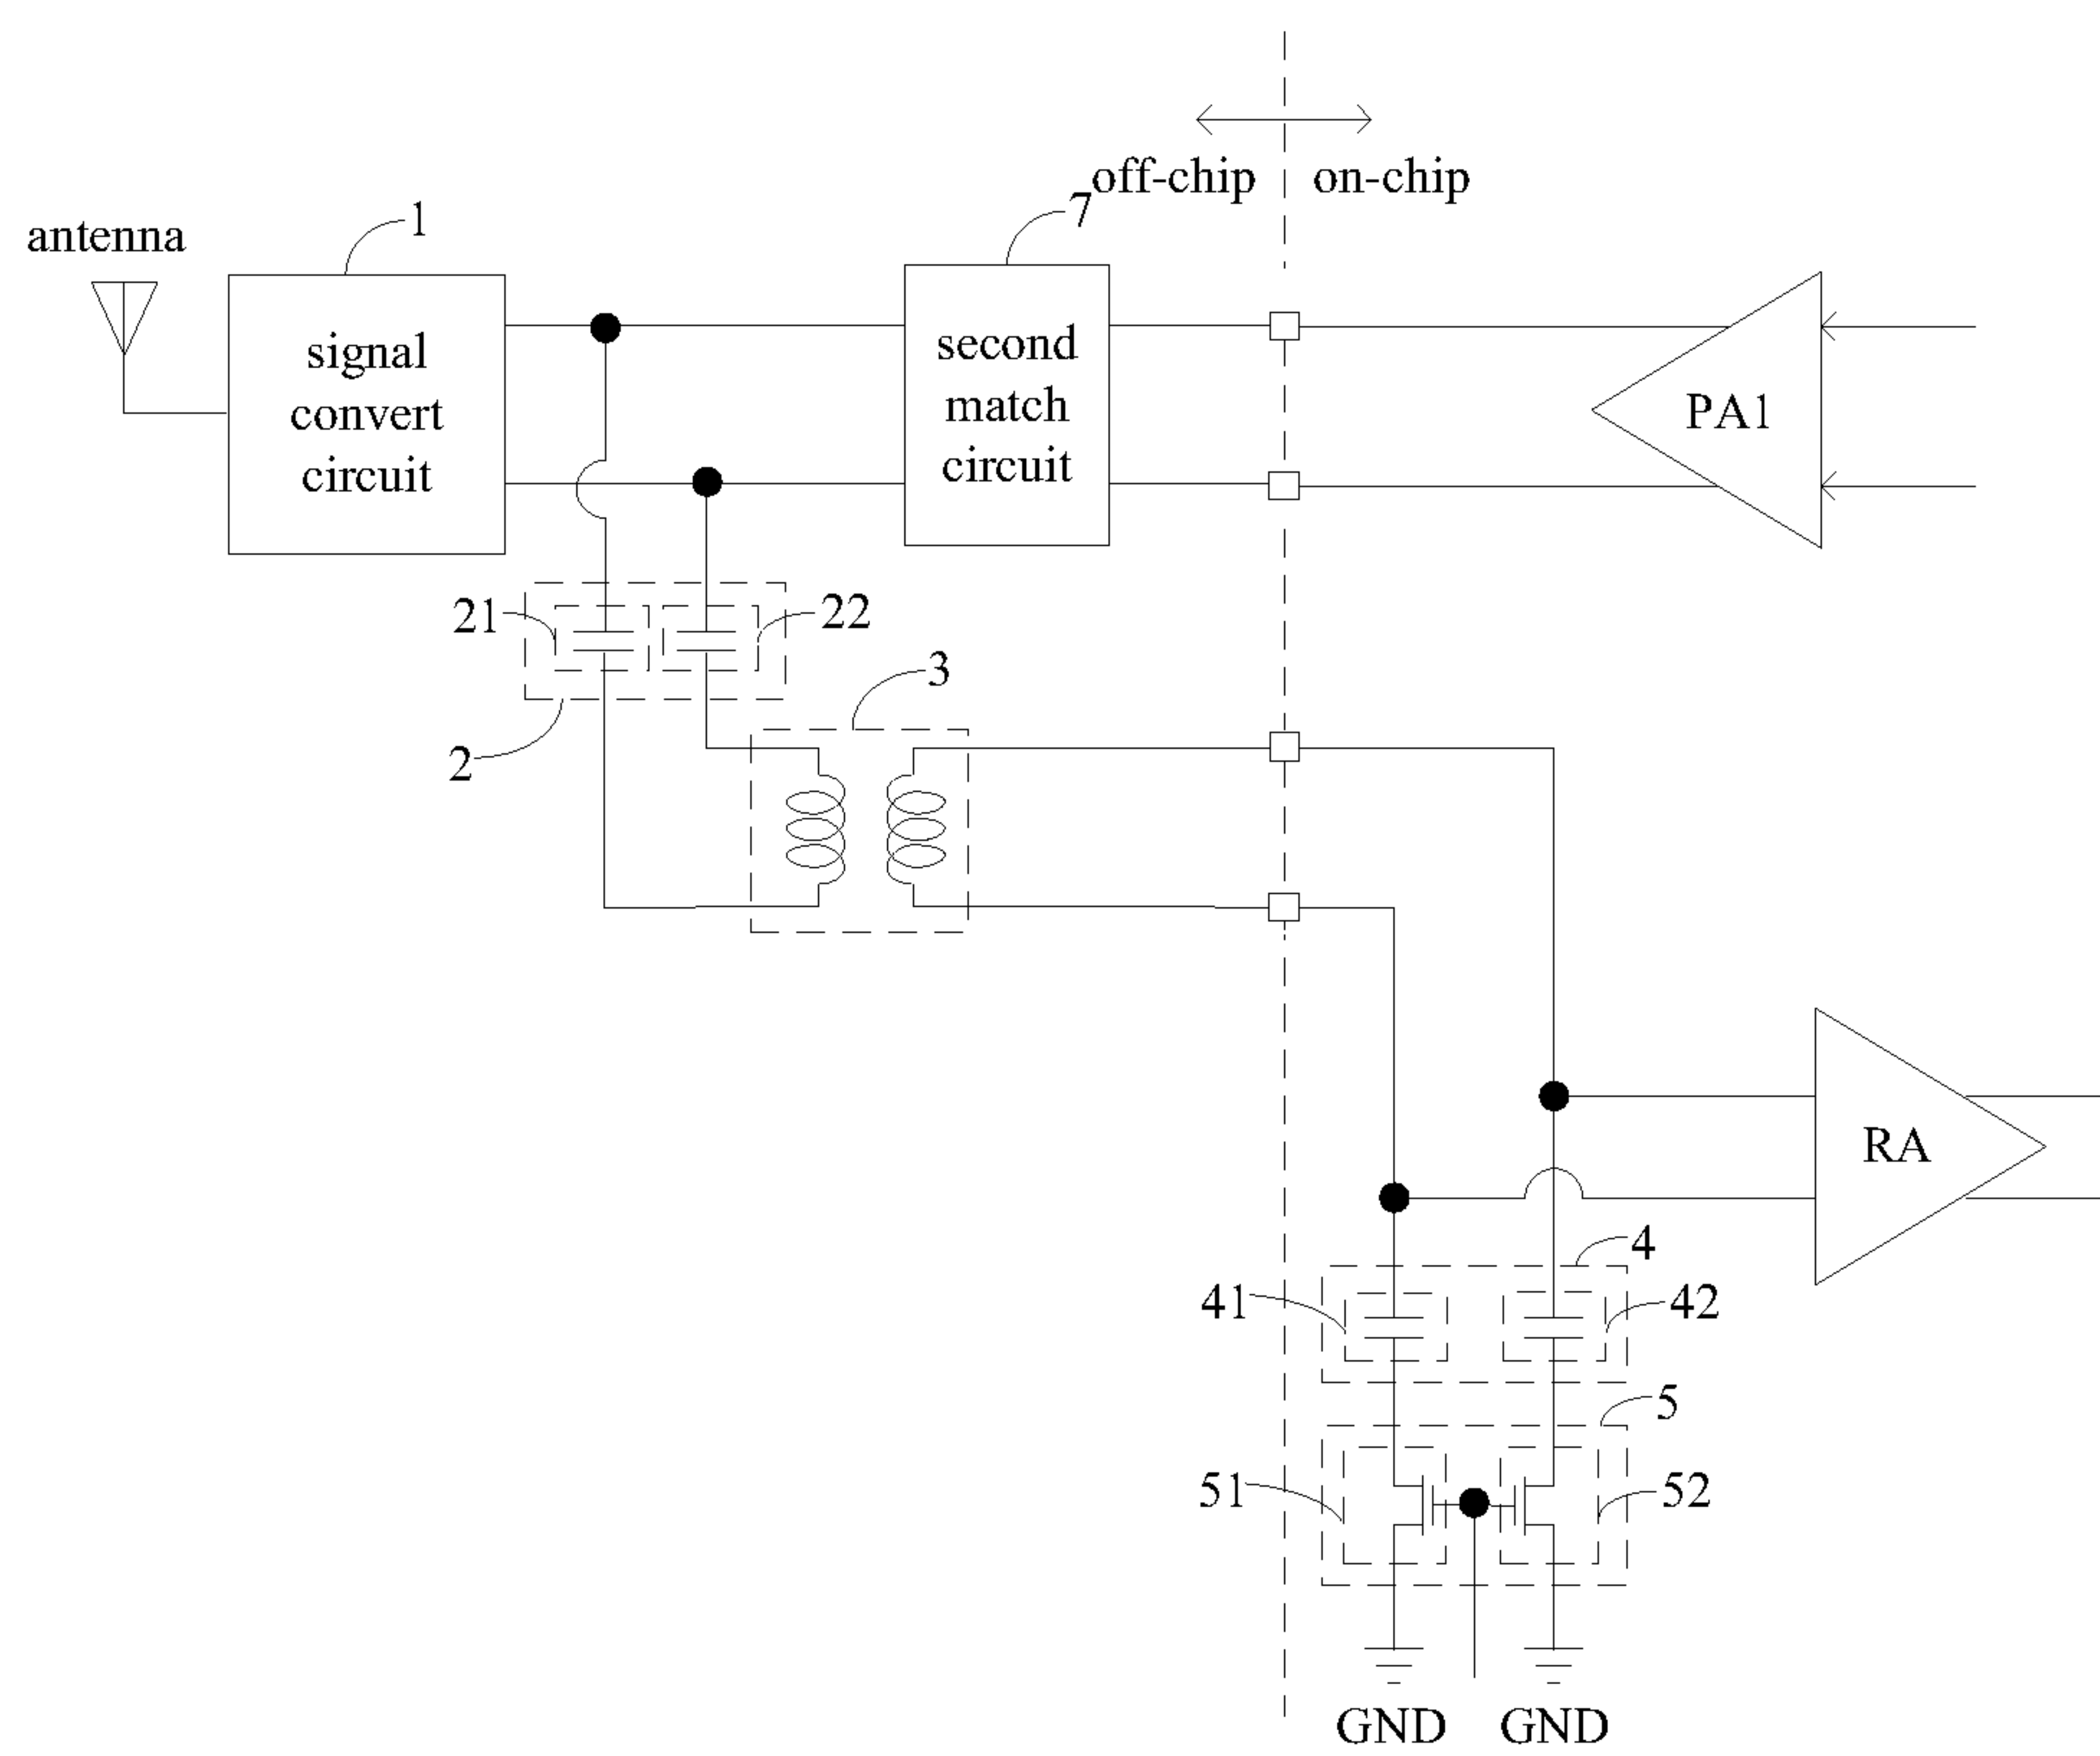 off-chip
on-chip
7
1
antenna
signal
convert
circuit
second
match
circuit
PA1
21
22
3
2
RA
4
41
42
5
51
52
GND
GND